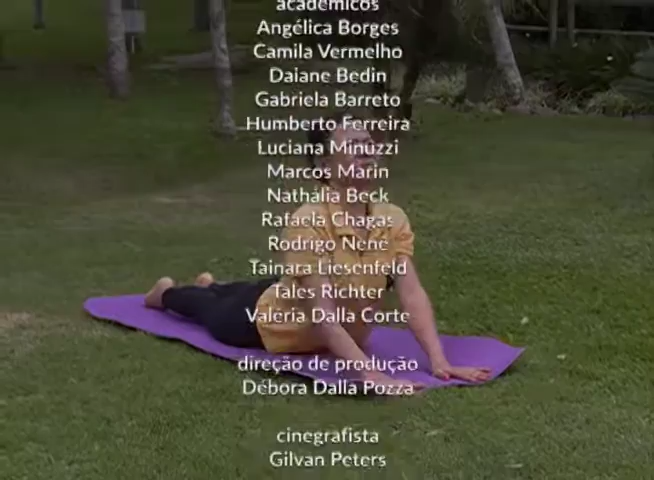 acadêmicos
Angélica Borges
Camila Vermelho
Daiane Bedin
Gabriela Barreto
Humberto Ferreira
Luciana Minuzzi
Marcos Marin
Nathália Beck
Rafaela Chagas
Rodrigo Nenê
Tainara Liesenfeld
Tales Richter
Valéria Dalla Corte
direção de produção
Débora Dalla Pozza
cinegrafista
Gilvan Peters